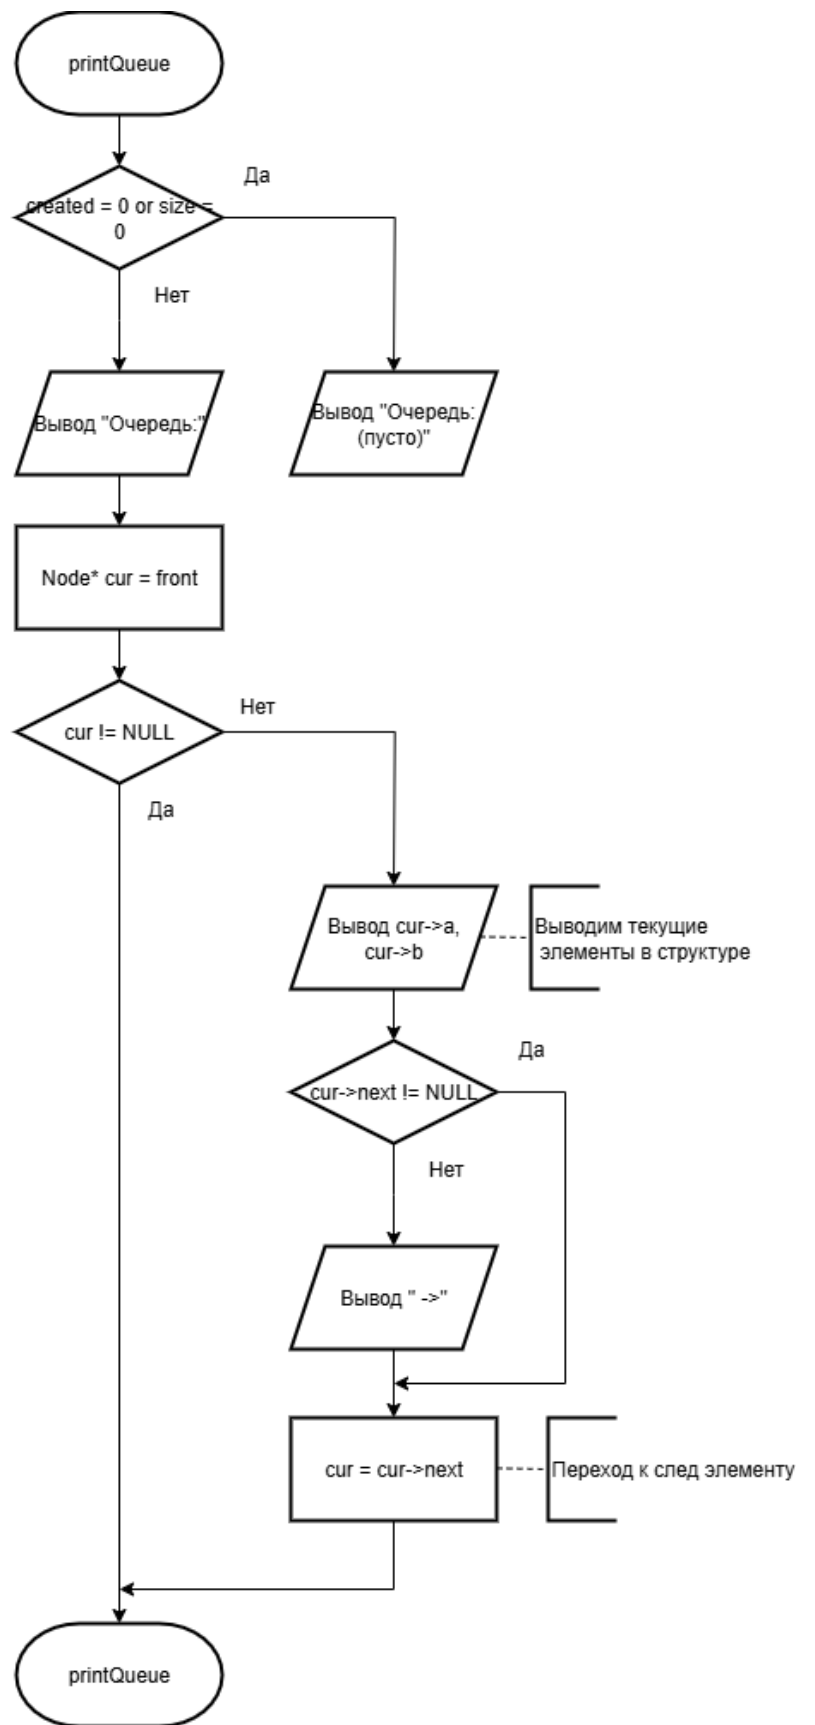 printQueue
Да
created = 0 or size =
0
Нет
Вывод "Очередь:"
Вывод "Очередь:
(пусто)"
Node* cur = front
Нет
cur != NULL
Да
Вывод cur->a,
cur->b
Выводим текущие
элементы в структуре
Да
cur->next != NULL
Нет
Вывод " ->"
cur = cur->next
Переход к след элементу
printQueue